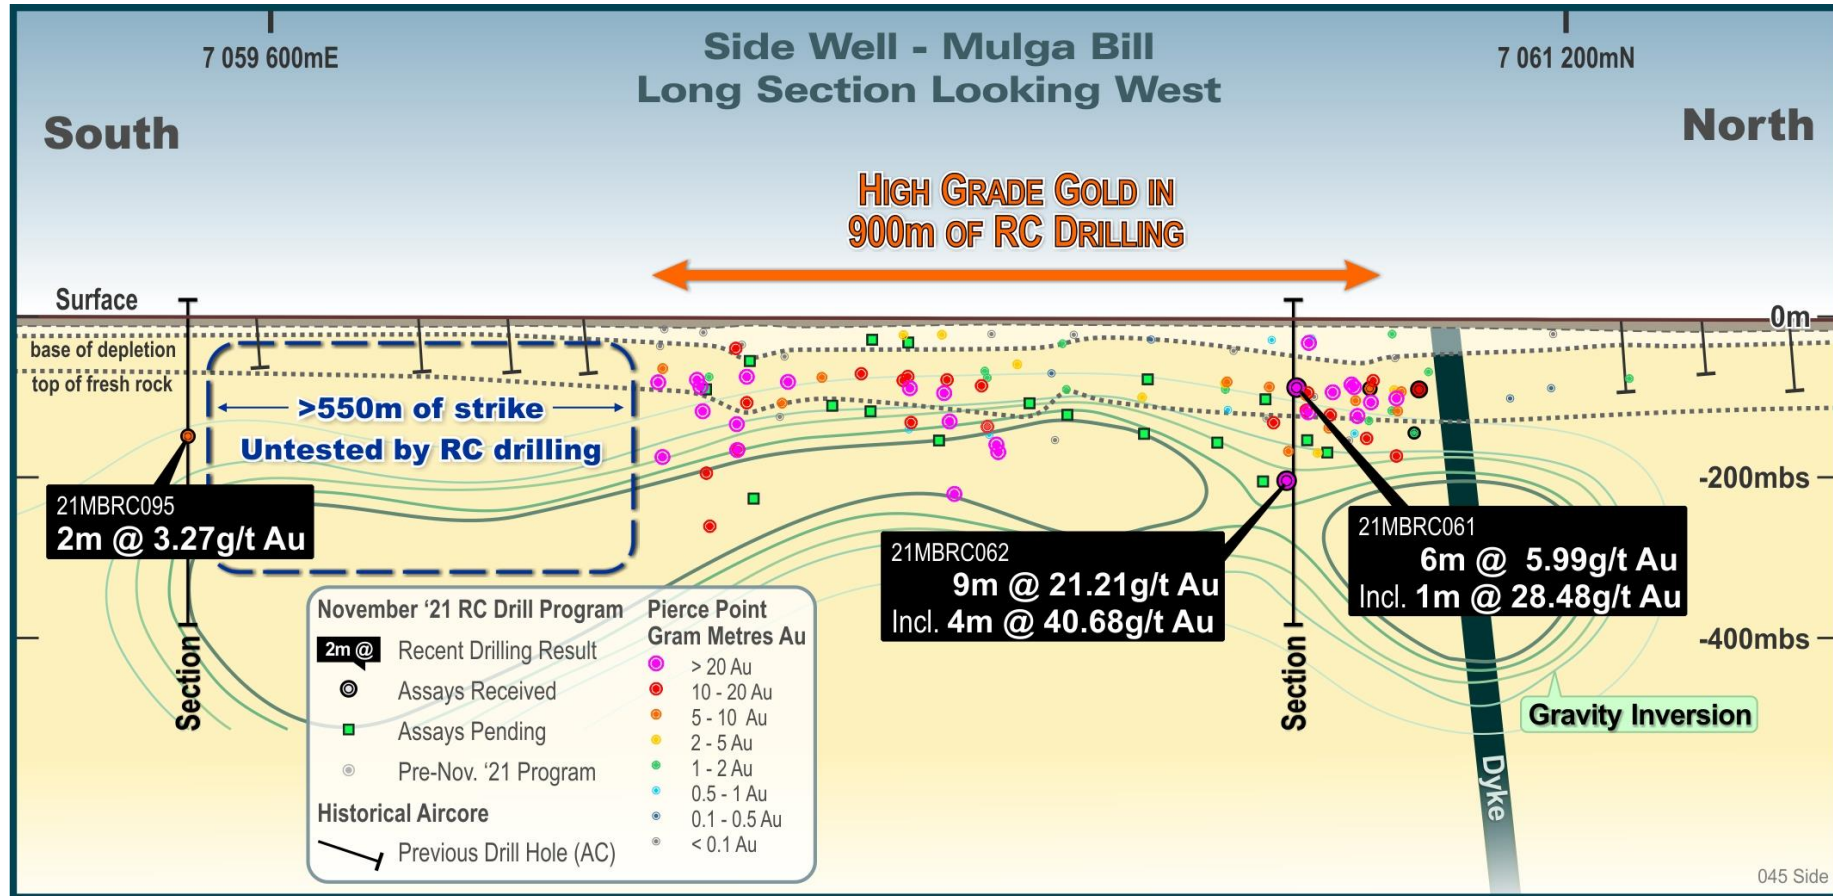 7 059 600mE
Side Well - Mulga Bill
Long Section Looking West
7 061 200mN
South
North
HIGH GRADE GOLD IN
900m OF RC DRILLING
Surface
0m
base of depletion
top of fresh rock
>550m of strike
Untested by RC drilling
-200mbs
21MBRC095
2m @ 3.27g/t Au
21MBRC062
9m @ 21.21g/t Au
Incl. 4m @ 40.68g/t Au
21MBRC061
6m @ 5.99g/t Au
Incl. 1m @ 28.48g/t Au
-400mbs
Section
Section
Gravity Inversion
Dyke
November ‘21 RC Drill Program
2m @
Recent Drilling Result
Assays Received
Assays Pending
Pre-Nov. ‘21 Program
Historical Aircore
Previous Drill Hole (AC)
Pierce Point
Gram Metres Au
> 20 Au
10 - 20 Au
5 - 10 Au
2 - 5 Au
1 - 2 Au
0.5 - 1 Au
0.1 - 0.5 Au
< 0.1 Au
045 Side